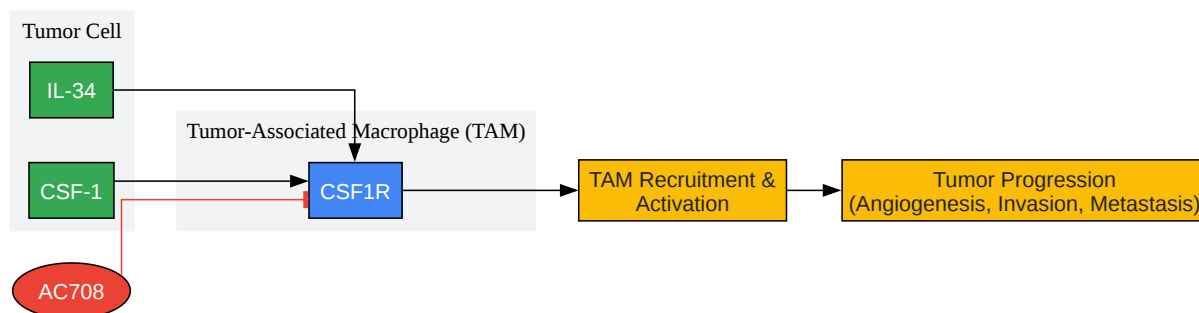 Tumor Cell
IL-34
Tumor-Associated Macrophage (TAM)
CSF-1
CSF1R
TAM Recruitment &
Activation
Tumor Progression
(Angiogenesis, Invasion, Metastasis)
AC708